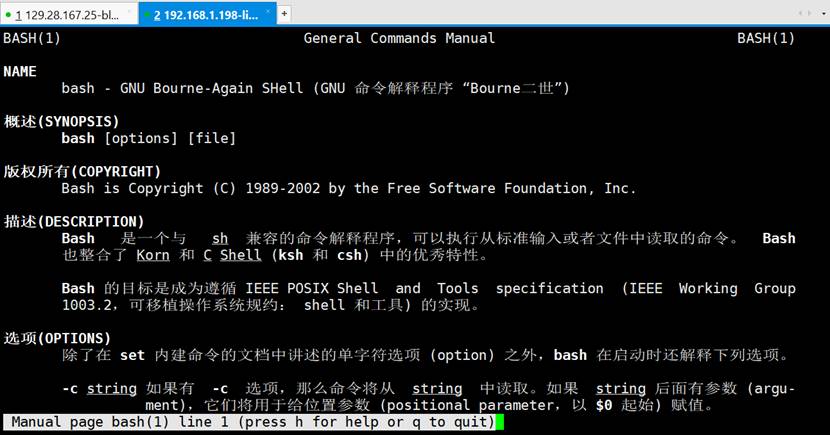 1 129.28.167.25-bl... 2 192.168.1.198-li... +
BASH(1) General Commands Manual BASH(1)
NAME
bash - GNU Bourne-Again SHell (GNU 命令解释程序 “Bourne二世”)
概述(SYNOPSIS)
bash [options] [file]
版权所有(COPYRIGHT)
Bash is Copyright (C) 1989-2002 by the Free Software Foundation, Inc.
描述(DESCRIPTION)
Bash 是一个与 sh 兼容的命令解释程序，可以执行从标准输入或者文件中读取的命令。 Bash
也整合了 Korn 和 C Shell (ksh 和 csh) 中的优秀特性。
Bash 的目标是成为遵循 IEEE POSIX Shell and Tools specification (IEEE Working Group
1003.2，可移植操作系统规约： shell 和工具) 的实现。
选项(OPTIONS)
除了在 set 内建命令的文档中讲述的单字符选项 (option) 之外，bash 在启动时还解释下列选项。
-c string 如果有 -c 选项，那么命令将从 string 中读取。如果 string 后面有参数 (argu-
ment)，它们将用于给位置参数 (positional parameter，以 $0 起始) 赋值。
Manual page bash(1) line 1 (press h for help or q to quit)